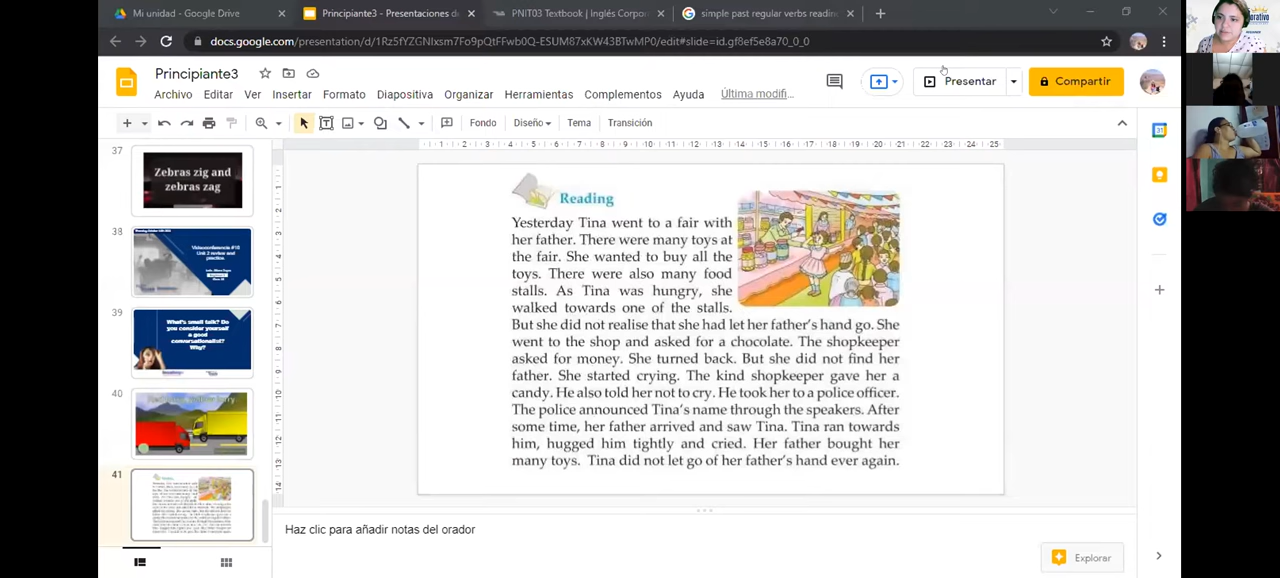 Mi unidad - Google Drive
Principiante3 - Presentaciones de
PNIT03 Textbook | Inglés Corpor
simple past regular verbs readin
docs.google.com/presentation/d/1Rz5fYZGNIxm7Fo9pQtFP
edit#slide=id.gf8ef5e8a70_0_0
Principiante3
Archivo Editar Ver Insertar Diapositiva Organizar Herramientas Complementos Ayuda Última modifi...
Presentar
Compartir
Fondo Diseño Tema Transición
37
Zebras zig and
zebras zag
38
Videoconferencia #18
Unit 2 review and
practice.
39
What's small talk? Do
you consider yourself
a good
conversationalist?
Why?
40
41
Reading
Yesterday Tina went to a fair with
her father. There were many toys at
the fair. She wanted to buy all the
toys. There were also many food
stalls. As Tina was hungry, she
walked towards one of the stalls.
But she did not realise that she had let her father's hand go. She
went to the shop and asked for a chocolate. The shopkeeper
asked for money. She turned back. But she did not find her
father. She started crying. The kind shopkeeper gave her a
candy. He also told her not to cry. He took her to a police officer.
The police announced Tina's name through the speakers. After
some time, her father arrived and saw Tina. Tina ran towards
him, hugged him tightly and cried. Her father bought her
many toys. Tina did not let go of her father's hand ever again.
Haz clic para añadir notas del orador
Explorar